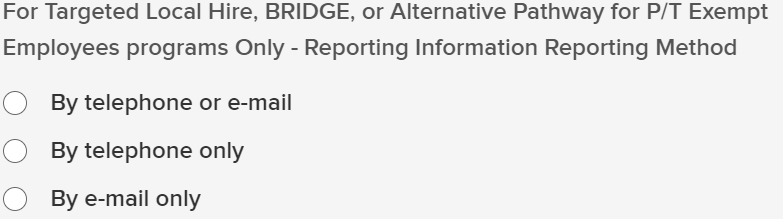 For Targeted Local Hire, BRIDGE, or Alternative Pathway for P/T Exempt
Employees programs Only - Reporting Information Reporting Method
By telephone or e-mail
By telephone only
By e-mail only